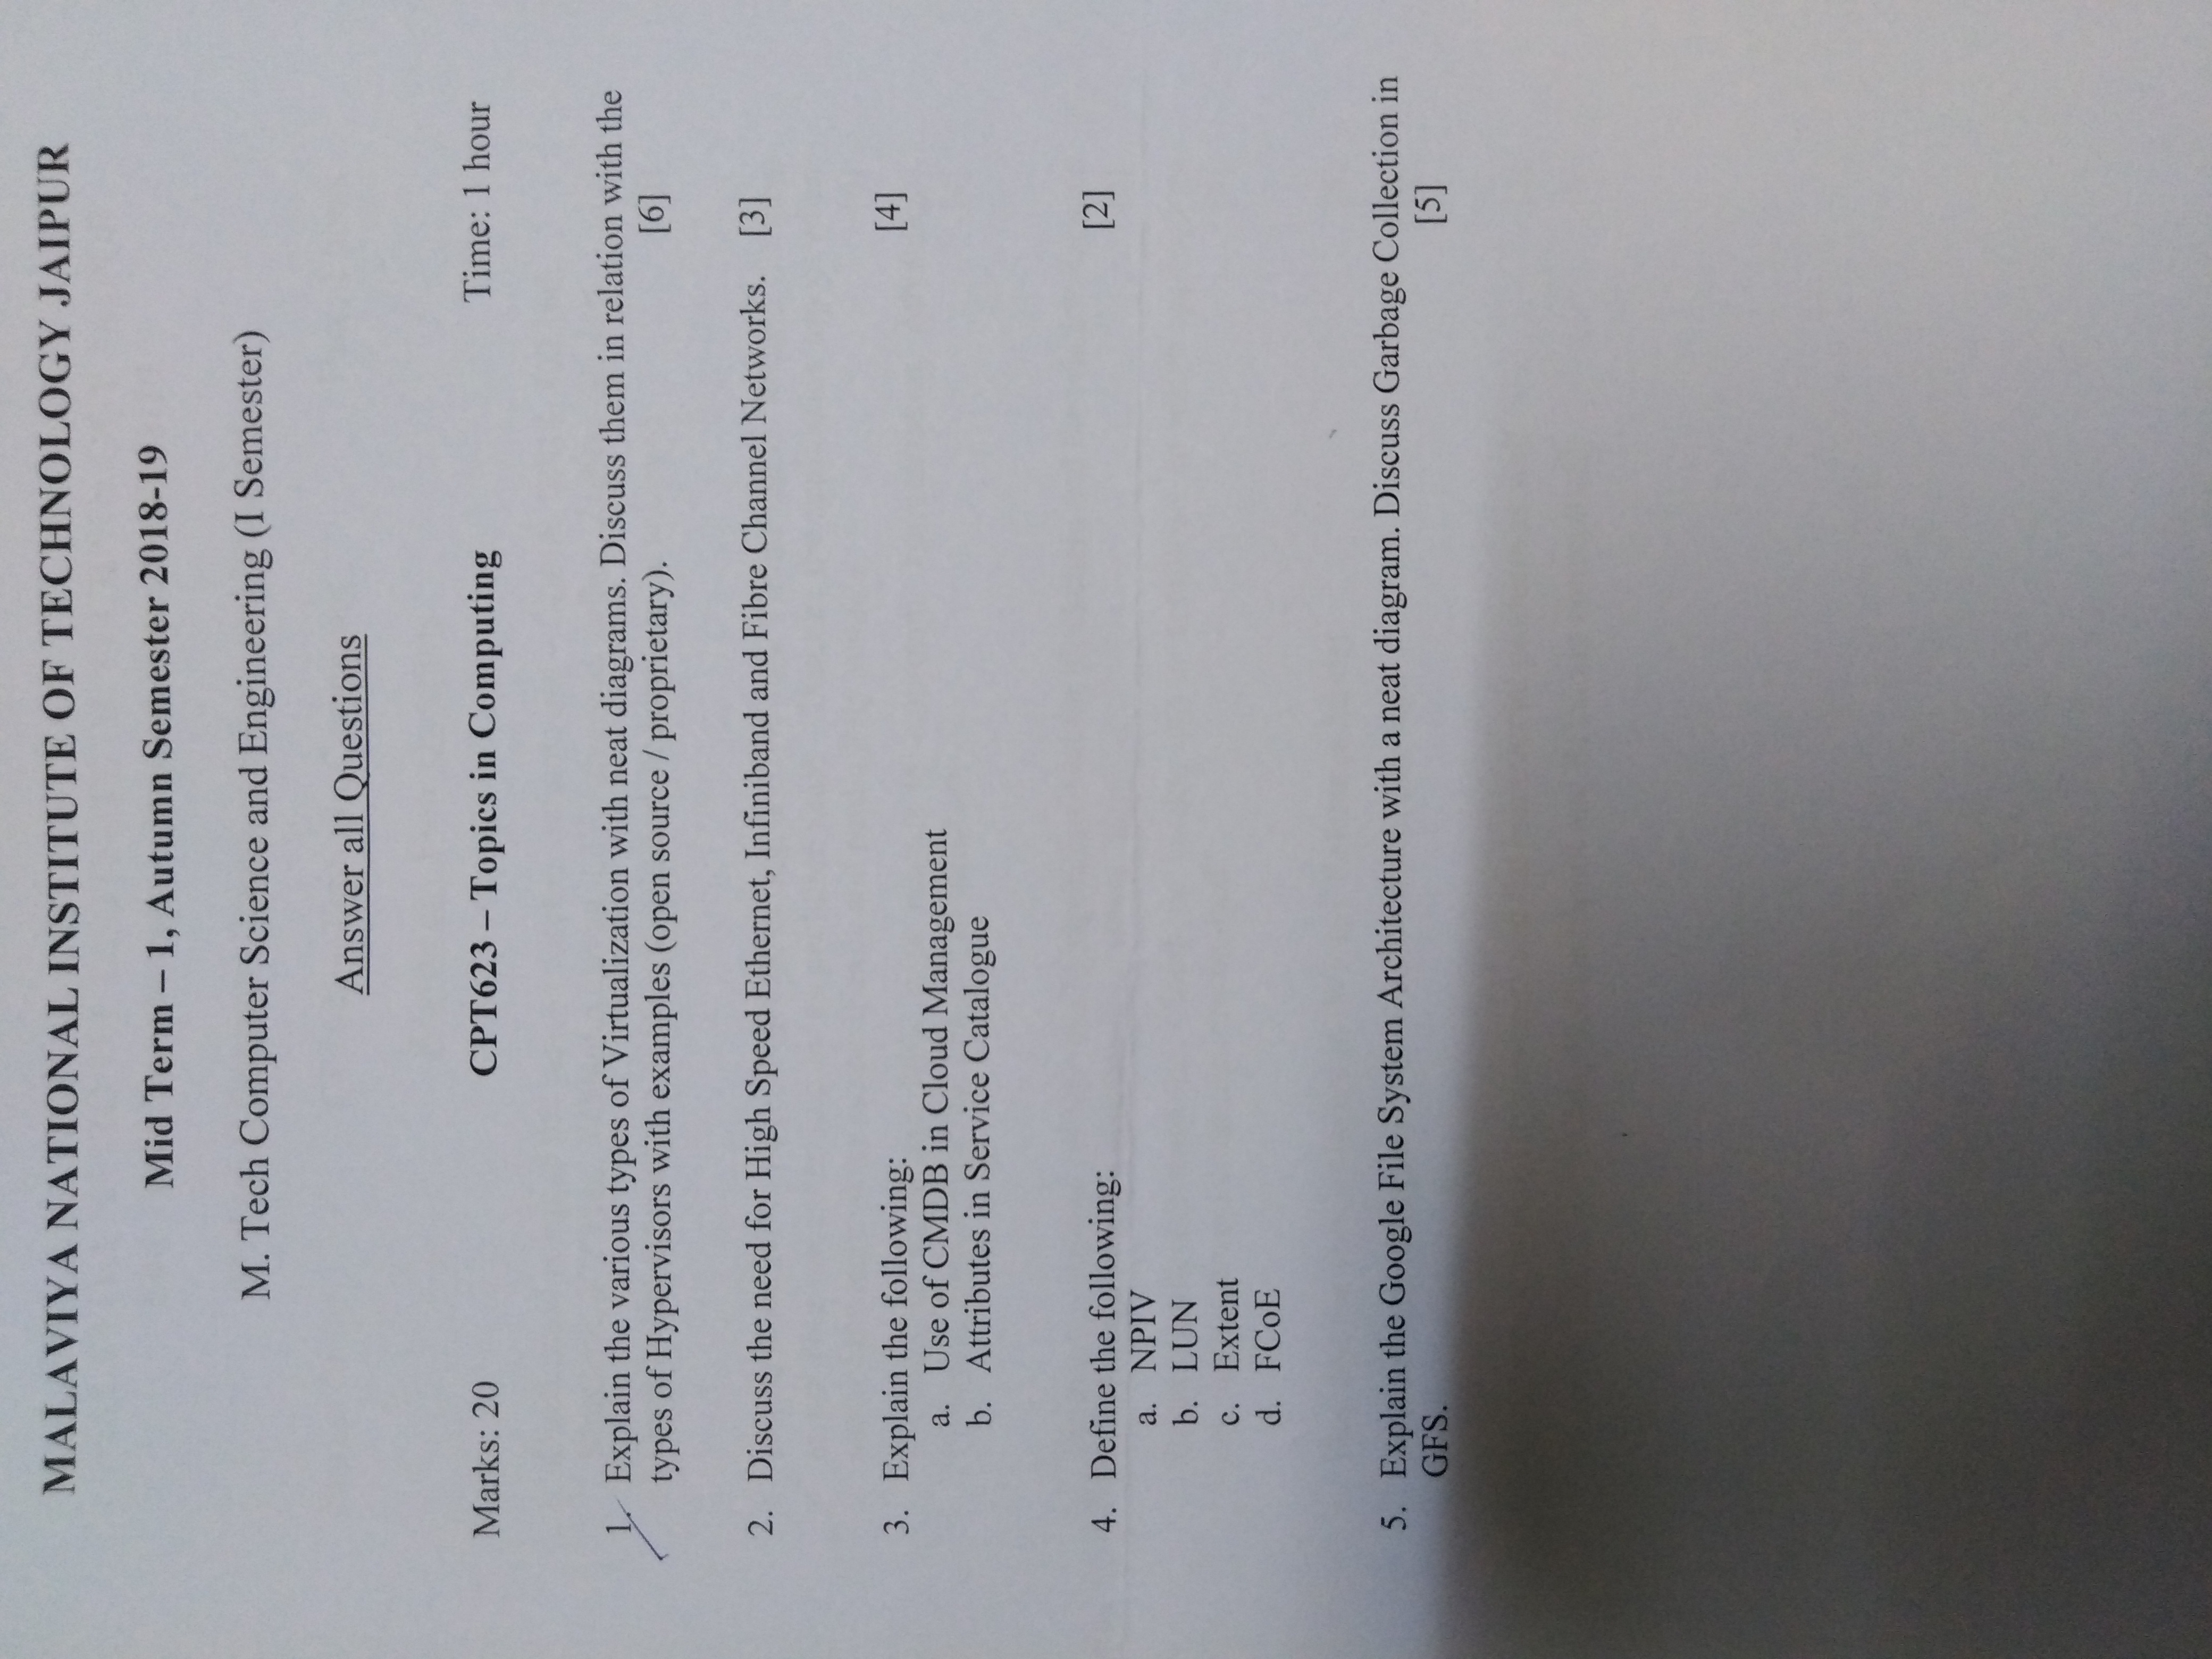 MALAVIYA NATIONAL INSTITUTE OF TECHNOLOGY JAIPUR
Mid Term – 1, Autumn Semester 2018-19
M. Tech Computer Science and Engineering (I Semester)
Answer all Questions
Marks: 20 CPT623 – Topics in Computing Time: 1 hour
1. Explain the various types of Virtualization with neat diagrams. Discuss them in relation with the
types of Hypervisors with examples (open source / proprietary). [6]
2. Discuss the need for High Speed Ethernet, Infiniband and Fibre Channel Networks. [3]
3. Explain the following: [4]
a. Use of CMDB in Cloud Management
b. Attributes in Service Catalogue
4. Define the following: [2]
a. NPIV
b. LUN
c. Extent
d. FCoE
5. Explain the Google File System Architecture with a neat diagram. Discuss Garbage Collection in
GFS. [5]